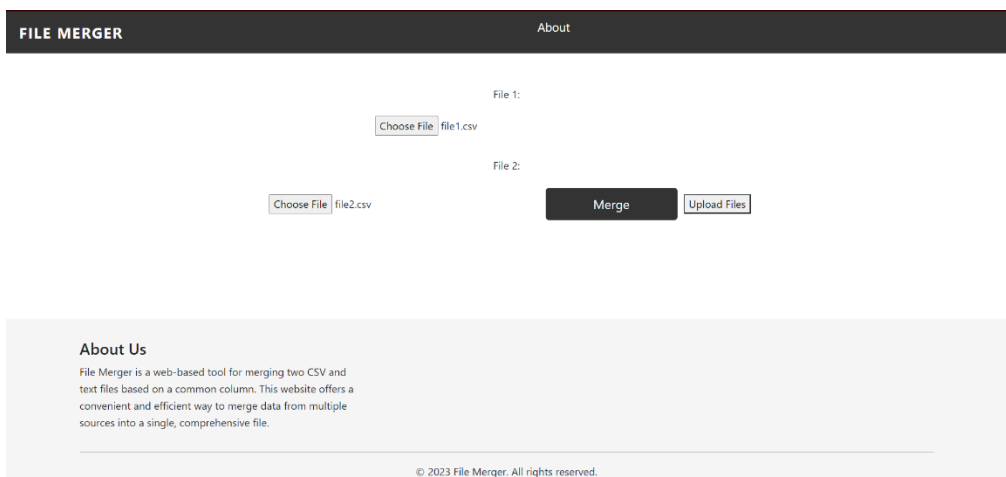 FILE MERGER
About
File 1:
Choose File file1.csv
File 2:
Choose File file2.csv
Merge
Upload Files
About Us
File Merger is a web-based tool for merging two CSV and
text files based on a common column. This website offers a
convenient and efficient way to merge data from multiple
sources into a single, comprehensive file.
© 2023 File Merger. All rights reserved.